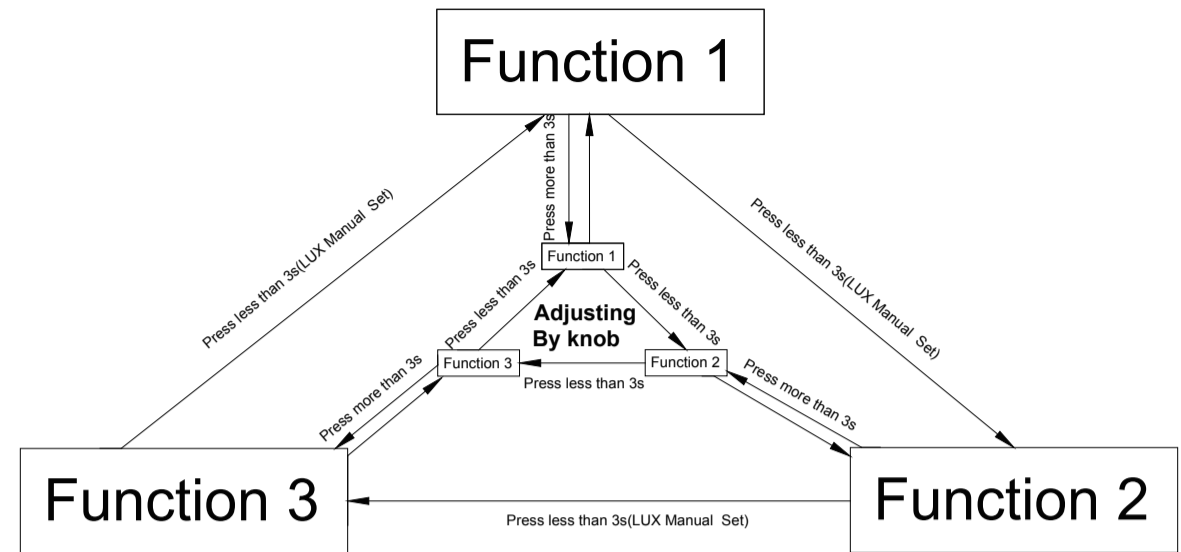 Function 1
Press more than 3s
Press less than 3s(LUX Manual Set)
Press less than 3s(LUX Manual Set)
Function 1
Press less than 3s
Press less than 3s
Adjusting
By knob
Function 3
Function 2
Press less than 3s
Press more than 3s
Press more than 3s
Function 3
Function 2
Press less than 3s(LUX Manual Set)